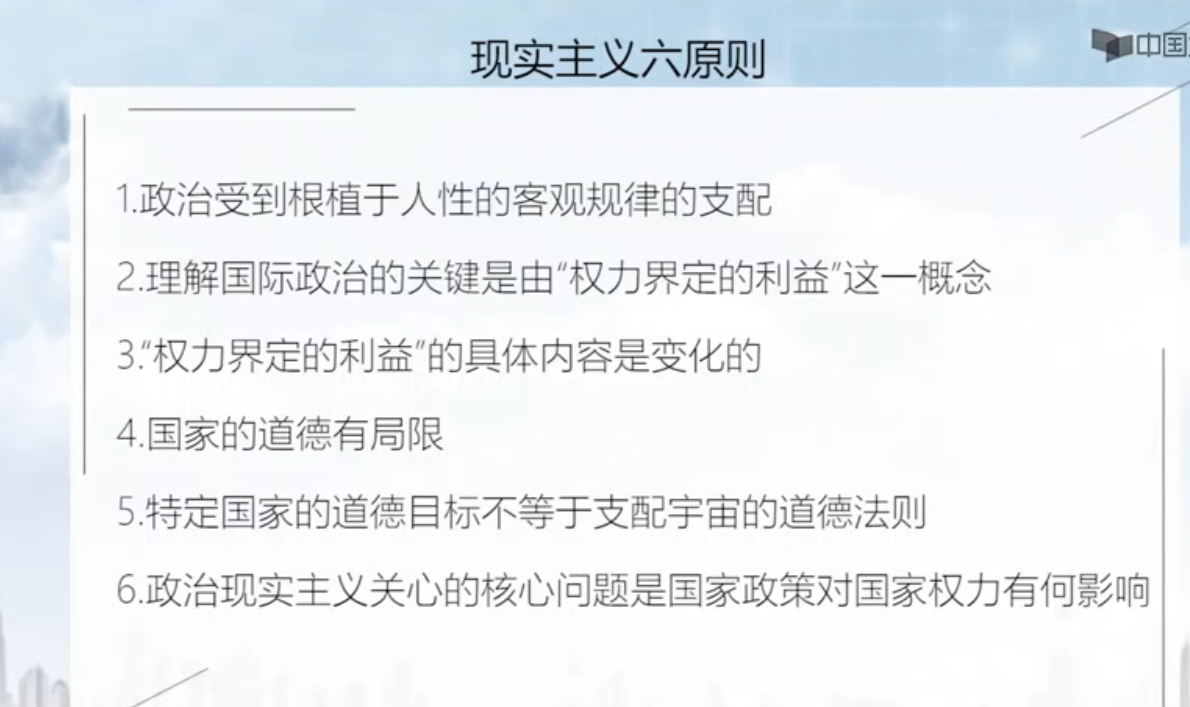 现实主义六原则
中国
1.政治受到根植于人性的客观规律的支配
2.理解国际政治的关键是由“权力界定的利益”这一概念
3.“权力界定的利益”的具体内容是变化的
4.国家的道德有局限
5.特定国家的道德目标不等于支配宇宙的道德法则
6.政治现实主义关心的核心问题是国家政策对国家权力有何影响